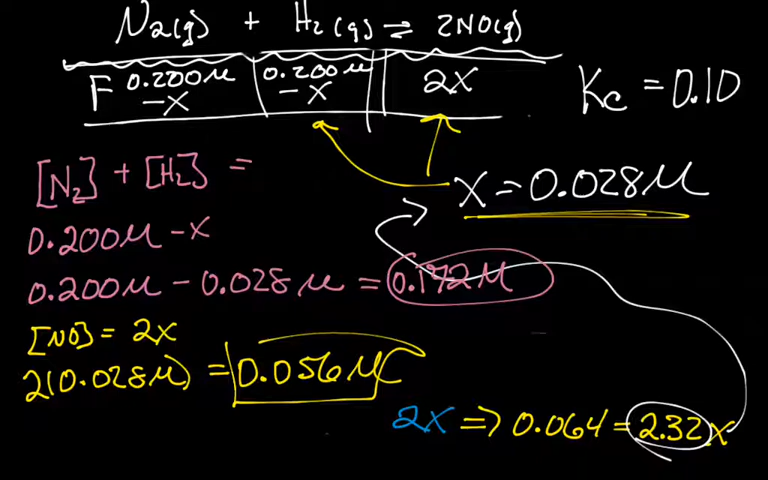 N2(g) + H2(g) ⇌ 2NO(g)
F 0.200M -X 0.200M -X 2X
Kc = 0.10
X = 0.028M
[N2] + [H2] =
0.200M - X
0.200M - 0.028M = 0.172M
[NO] = 2X
2(0.028M) = 0.056M
2X => 0.064 = 2.32X